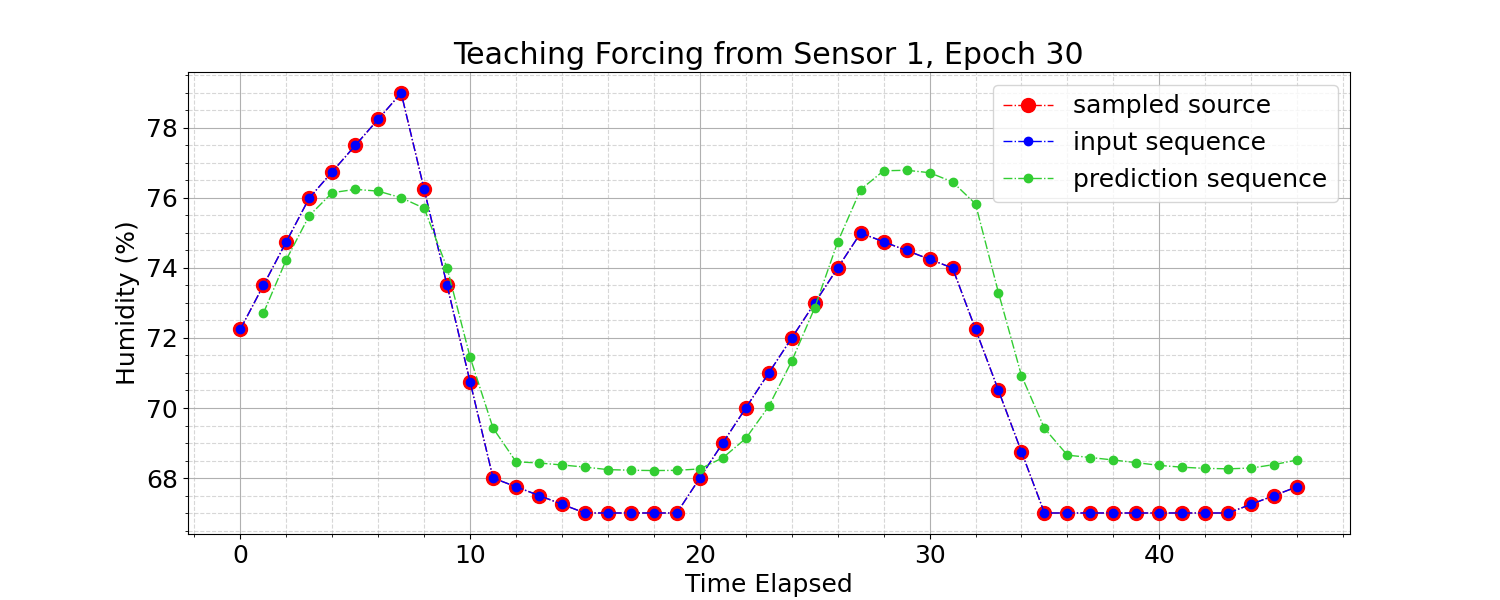 Teaching Forcing from Sensor 1, Epoch 30
sampled source
input sequence
prediction sequence
Humidity (%)
78
76
74
72
70
68
0 10 20 30 40
Time Elapsed